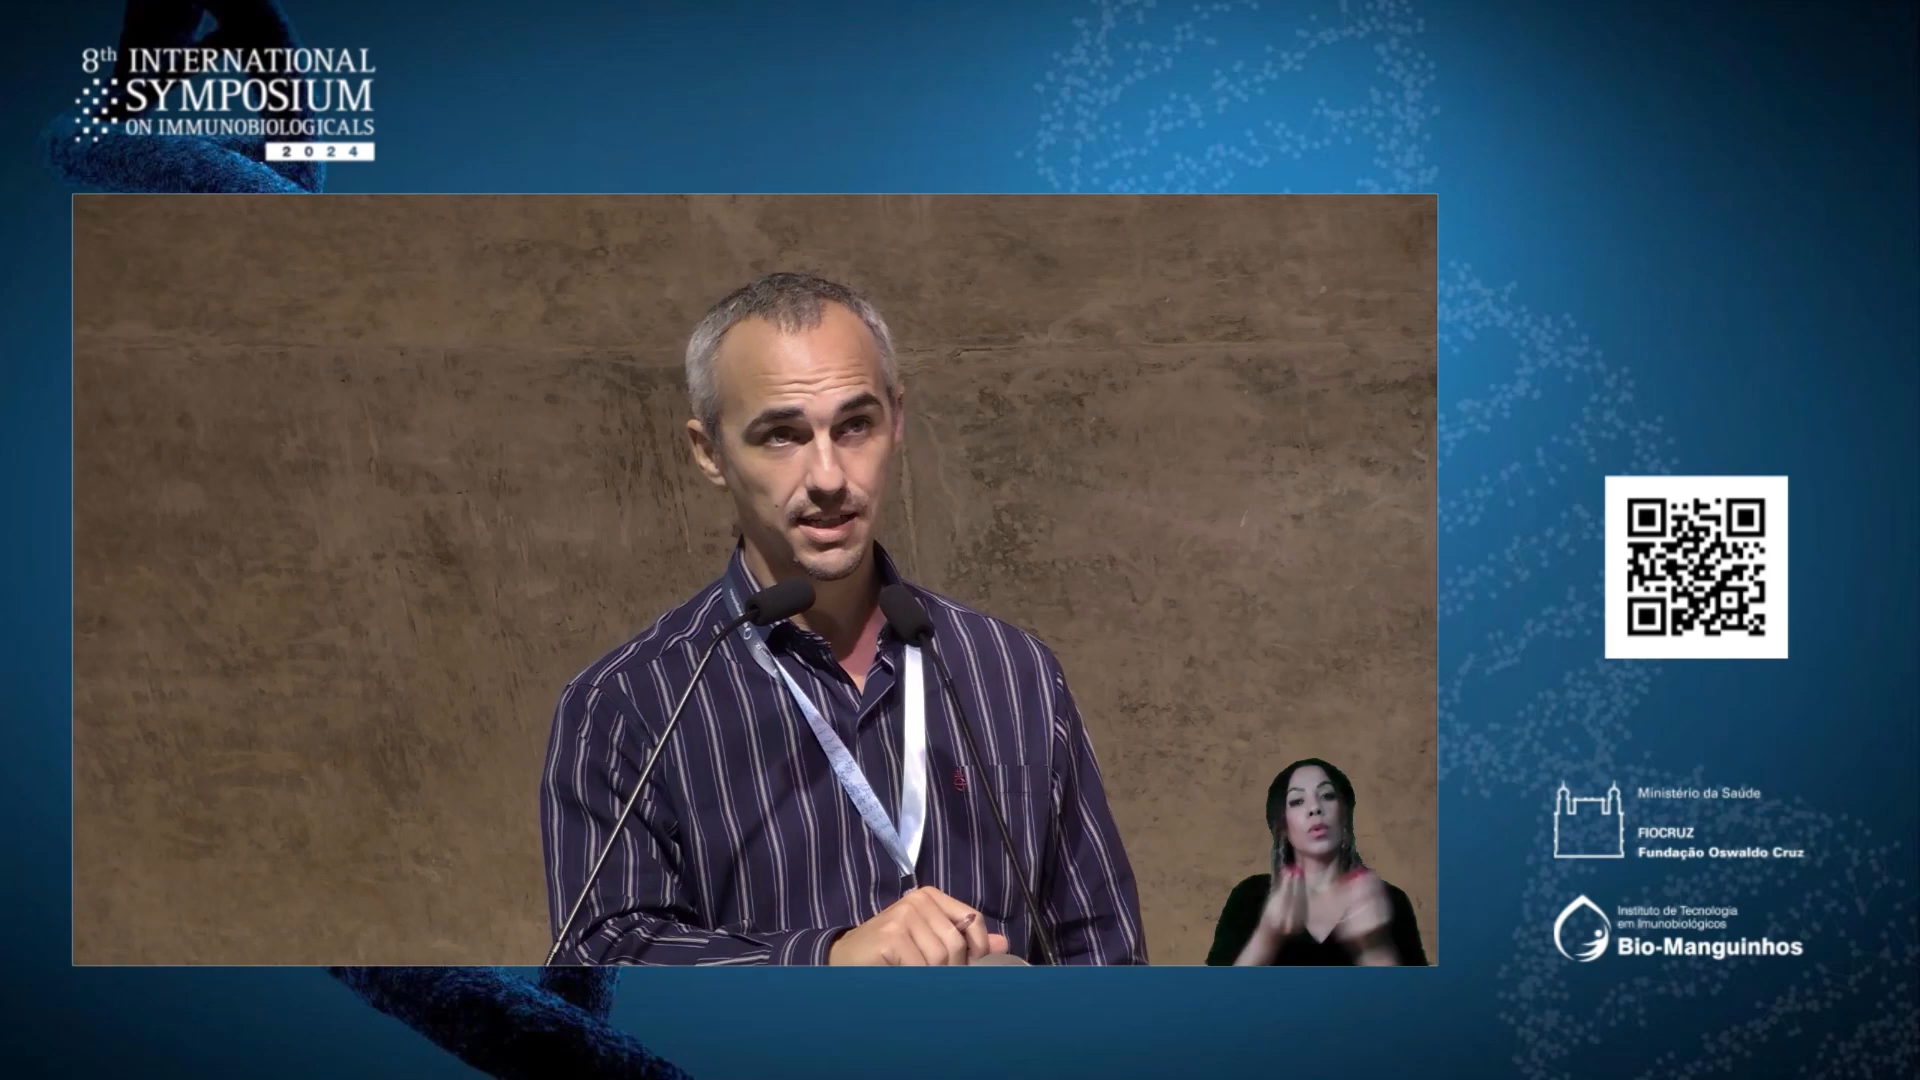 8th INTERNATIONAL
SYMPOSIUM
ON IMMUNOBIOLOGICALS
2024
Ministério da Saúde
FIOCRUZ
Fundação Oswaldo Cruz
Instituto de Tecnologia
em Imunobiológicos
Bio-Manguinhos